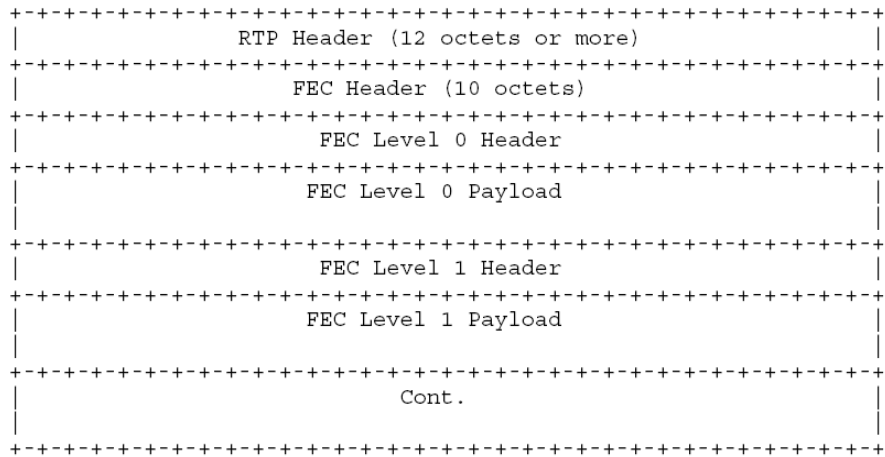 +-+-+-+-+-+-+-+-+-+-+-+-+-+-+-+-+-+-+-+-+-+-+-+-+-+-+-+-+-+-+-+-+
|                RTP Header (12 octets or more)                 |
+-+-+-+-+-+-+-+-+-+-+-+-+-+-+-+-+-+-+-+-+-+-+-+-+-+-+-+-+-+-+-+-+
|                    FEC Header (10 octets)                     |
+-+-+-+-+-+-+-+-+-+-+-+-+-+-+-+-+-+-+-+-+-+-+-+-+-+-+-+-+-+-+-+-+
|                      FEC Level 0 Header                       |
+-+-+-+-+-+-+-+-+-+-+-+-+-+-+-+-+-+-+-+-+-+-+-+-+-+-+-+-+-+-+-+-+
|                     FEC Level 0 Payload                       |
|                                                               |
+-+-+-+-+-+-+-+-+-+-+-+-+-+-+-+-+-+-+-+-+-+-+-+-+-+-+-+-+-+-+-+-+
|                      FEC Level 1 Header                       |
+-+-+-+-+-+-+-+-+-+-+-+-+-+-+-+-+-+-+-+-+-+-+-+-+-+-+-+-+-+-+-+-+
|                     FEC Level 1 Payload                       |
|                                                               |
+-+-+-+-+-+-+-+-+-+-+-+-+-+-+-+-+-+-+-+-+-+-+-+-+-+-+-+-+-+-+-+-+
|                            Cont.                              |
|                                                               |
+-+-+-+-+-+-+-+-+-+-+-+-+-+-+-+-+-+-+-+-+-+-+-+-+-+-+-+-+-+-+-+-+